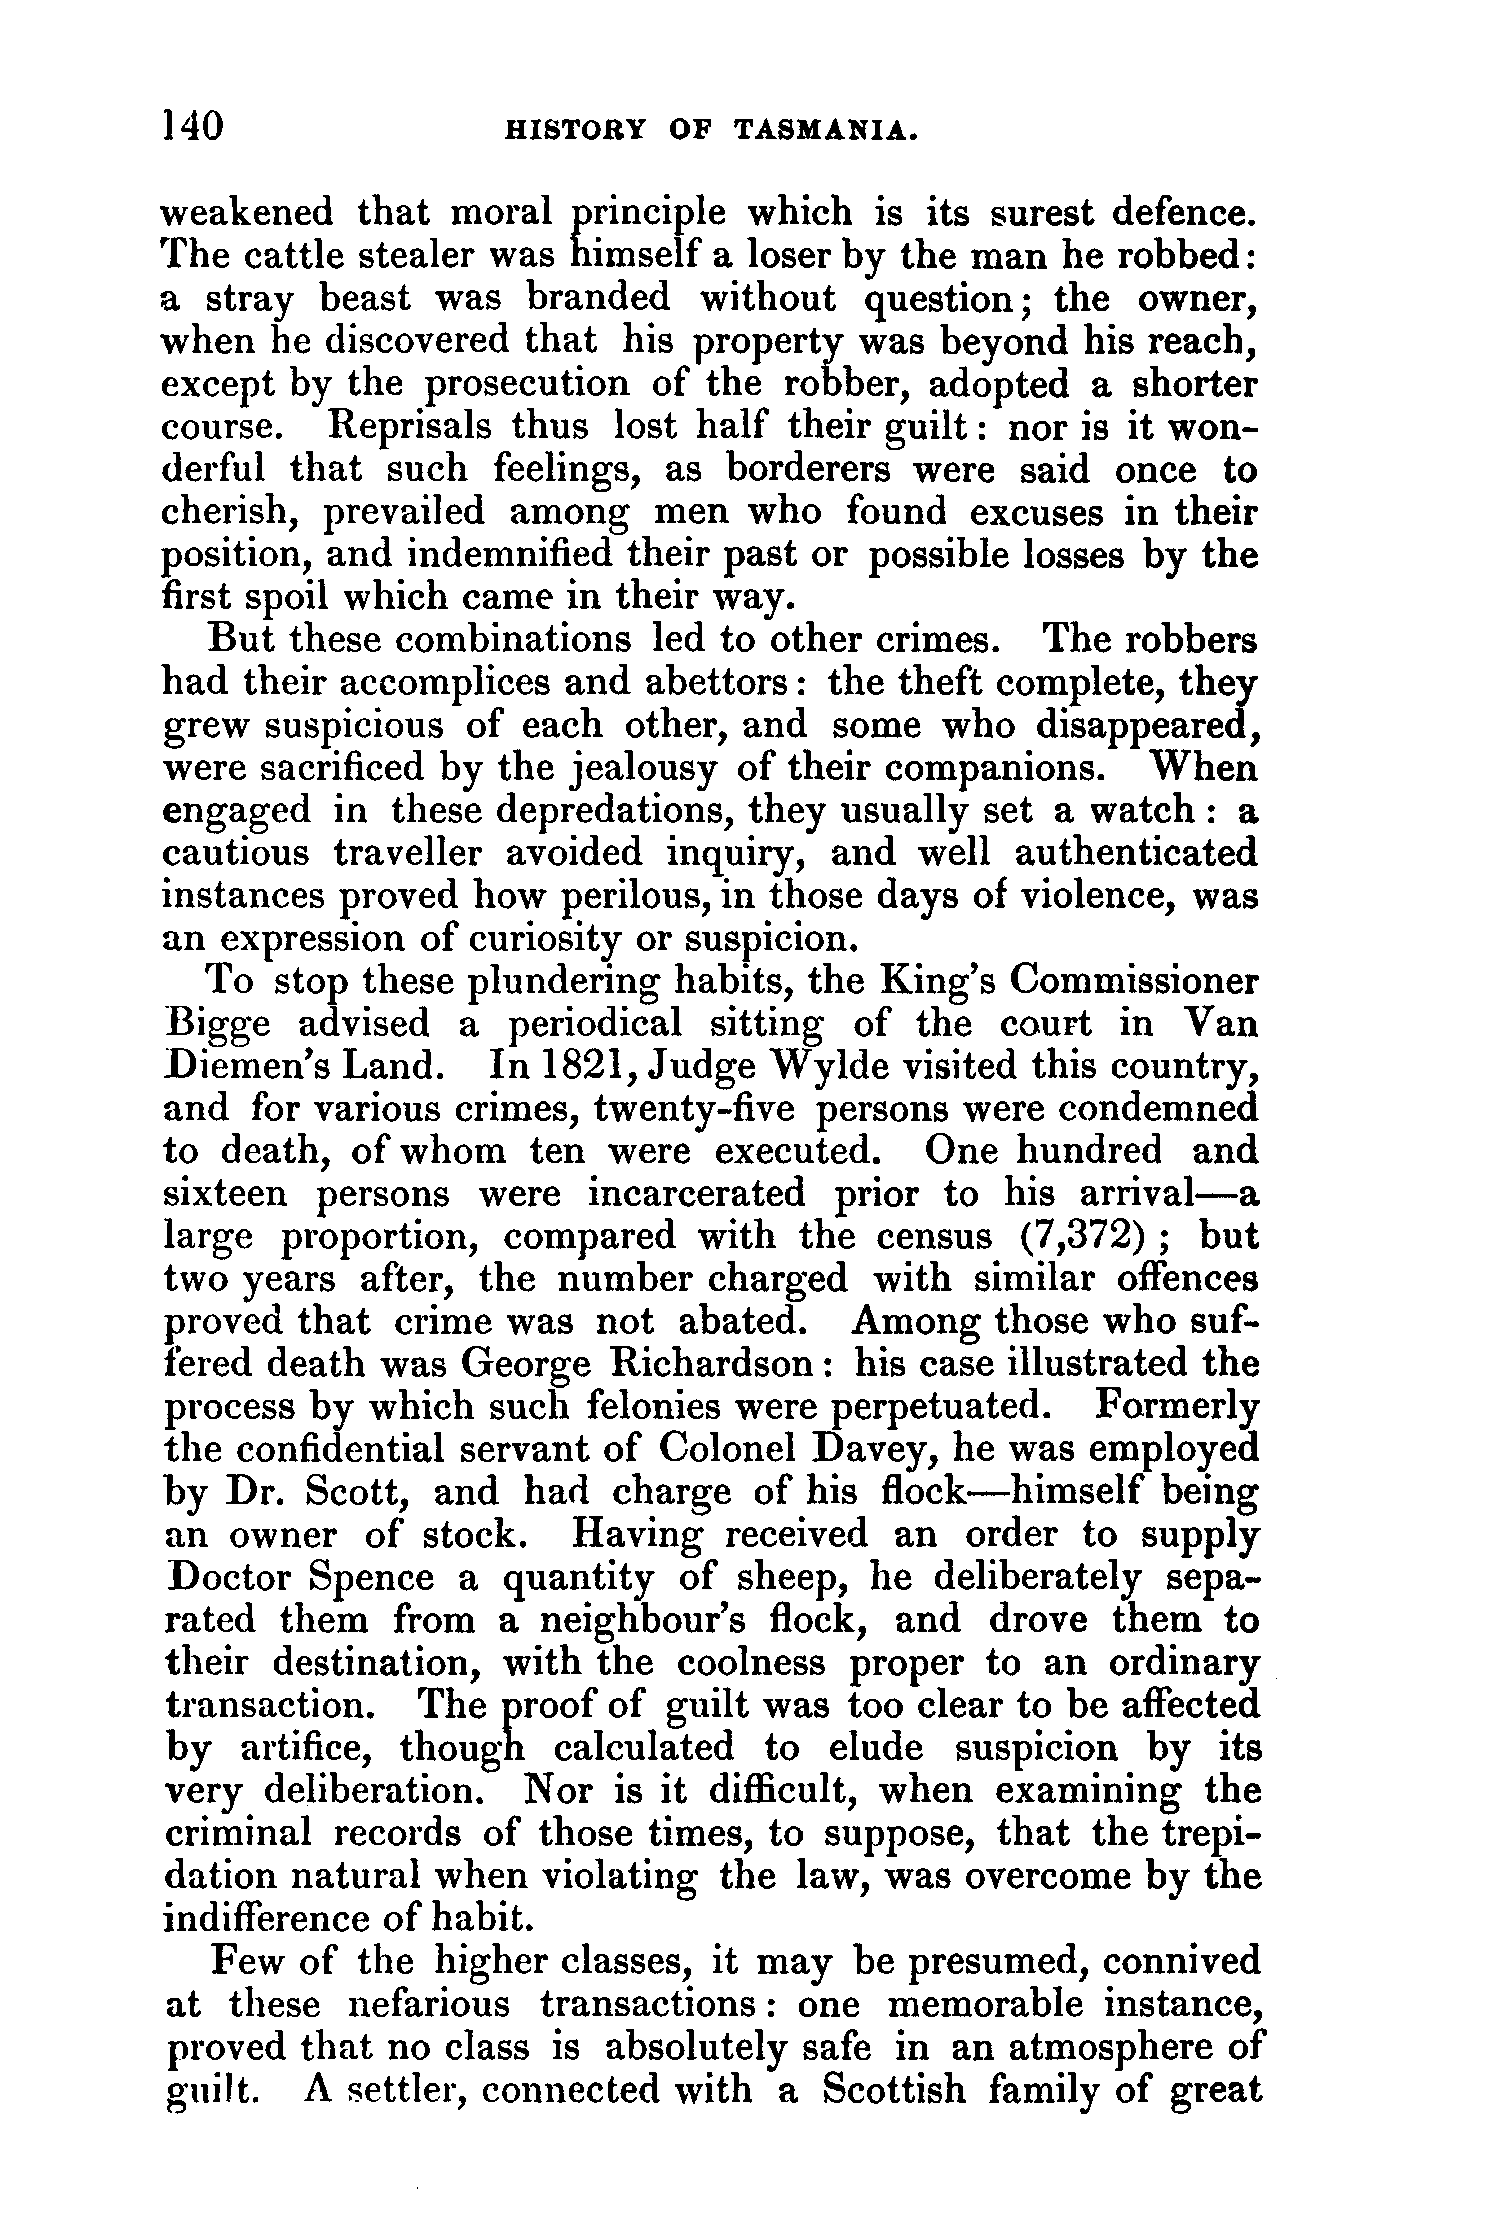 140 HISTORY OF TASMANIA.
weakened that moral principle which is its surest defence.
The cattle stealer was himself a loser by the man he robbed:
a stray beast was branded without question; the owner,
when he discovered that his property was beyond his reach,
except by the prosecution of the robber, adopted a shorter
course. Reprisals thus lost half their guilt: nor is it won-
derful that such feelings, as borderers were said once to
cherish, prevailed among men who found excuses in their
position, and indemnified their past or possible losses by the
first spoil which came in their way.
But these combinations led to other crimes. The robbers
had their accomplices and abettors: the theft complete, they
grew suspicious of each other, and some who disappeared,
were sacrificed by the jealousy of their companions. When
engaged in these depredations, they usually set a watch: a
cautious traveller avoided inquiry, and well authenticated
instances proved how perilous, in those days of violence, was
an expression of curiosity or suspicion.
To stop these plundering habits, the King's Commissioner
Bigge advised a periodical sitting of the court in Van
Diemen's Land. In 1821, Judge Wylde visited this country,
and for various crimes, twenty-five persons were condemned
to death, of whom ten were executed. One hundred and
sixteen persons were incarcerated prior to his arrival—a
large proportion, compared with the census (7,372); but
two years after, the number charged with similar offences
proved that crime was not abated. Among those who suf-
fered death was George Richardson: his case illustrated the
process by which such felonies were perpetuated. Formerly
the confidential servant of Colonel Davey, he was employed
by Dr. Scott, and had charge of his flock—himself being
an owner of stock. Having received an order to supply
Doctor Spence a quantity of sheep, he deliberately sepa-
rated them from a neighbour's flock, and drove them to
their destination, with the coolness proper to an ordinary
transaction. The proof of guilt was too clear to be affected
by artifice, though calculated to elude suspicion by its
very deliberation. Nor is it difficult, when examining the
criminal records of those times, to suppose, that the trepi-
dation natural when violating the law, was overcome by the
indifference of habit.
Few of the higher classes, it may be presumed, connived
at these nefarious transactions: one memorable instance,
proved that no class is absolutely safe in an atmosphere of
guilt. A settler, connected with a Scottish family of great